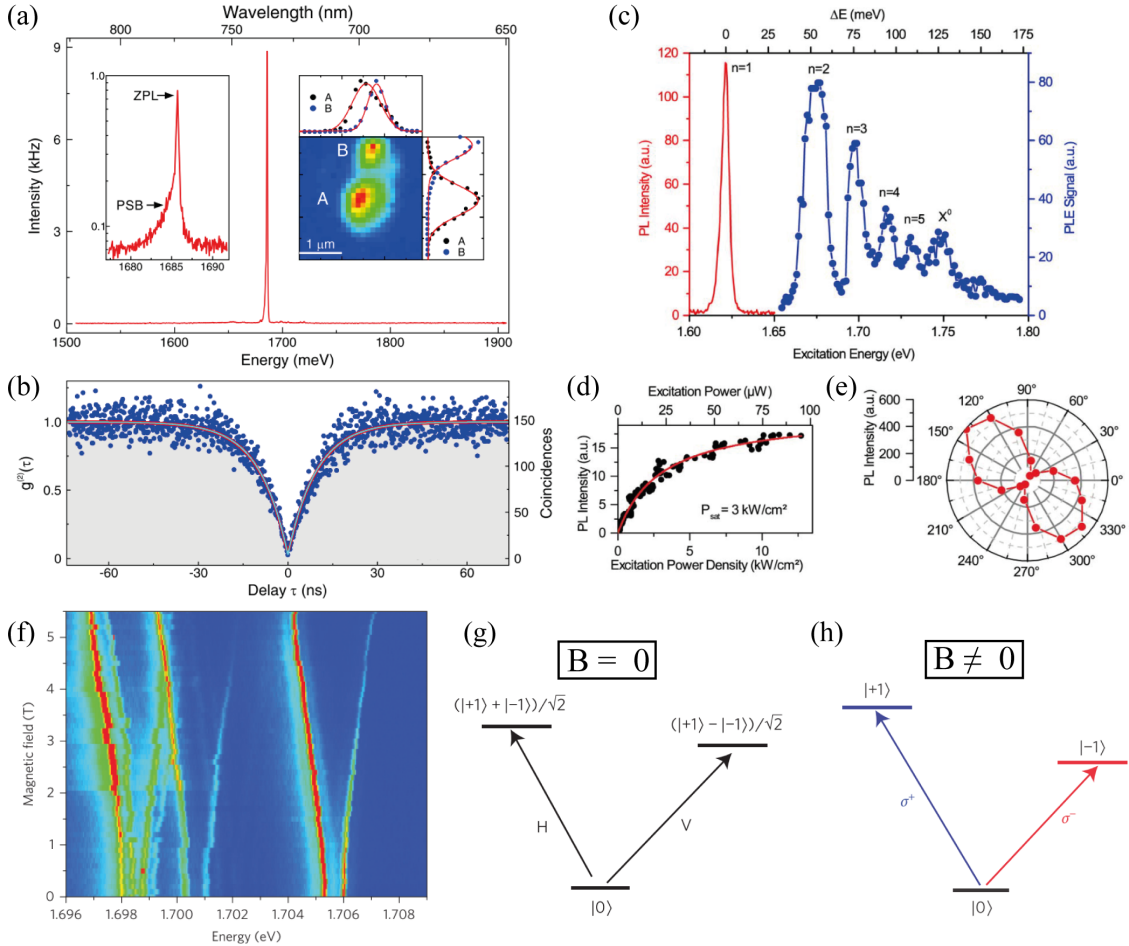 (a)
Wavelength (nm)
800 750 700 650
9
6
3
0
Intensity (kHz)
1.0
0.1
ZPL
PSB
1680 1685 1690
A
B
B
A
1 μm
A
B
1500 1600 1700 1800 1900
Energy (meV)
(b)
1.0
0.5
0
g⁽²⁾(τ)
150
100
50
0
Coincidences
-60 -30 0 30 60
Delay τ (ns)
(c)
ΔE (meV)
0 25 50 75 100 125 150 175
120
100
80
60
40
20
0
PL Intensity (a.u.)
n=1
n=2
n=3
n=4
n=5
X⁰
80
60
40
20
0
PLE Signal (a.u.)
1.60 1.65 1.70 1.75 1.80
Excitation Energy (eV)
(d)
Excitation Power (μW)
0 25 50 75 100
15
10
5
0
PL Intensity (a.u.)
Psat = 3 kW/cm²
0 5 10
Excitation Power Density (kW/cm²)
(e)
600
400
200
0
PL Intensity (a.u.)
90°
120° 60°
150° 30°
180° 0°
210° 330°
240° 300°
270°
(f)
5
4
3
2
1
0
Magnetic field (T)
1.696 1.698 1.700 1.702 1.704 1.706 1.708
Energy (eV)
(g)
B = 0
(|+1⟩ + |−1⟩)/√2
(|+1⟩ − |−1⟩)/√2
H
V
|0⟩
(h)
B ≠ 0
|+1⟩
|−1⟩
σ⁺
σ⁻
|0⟩